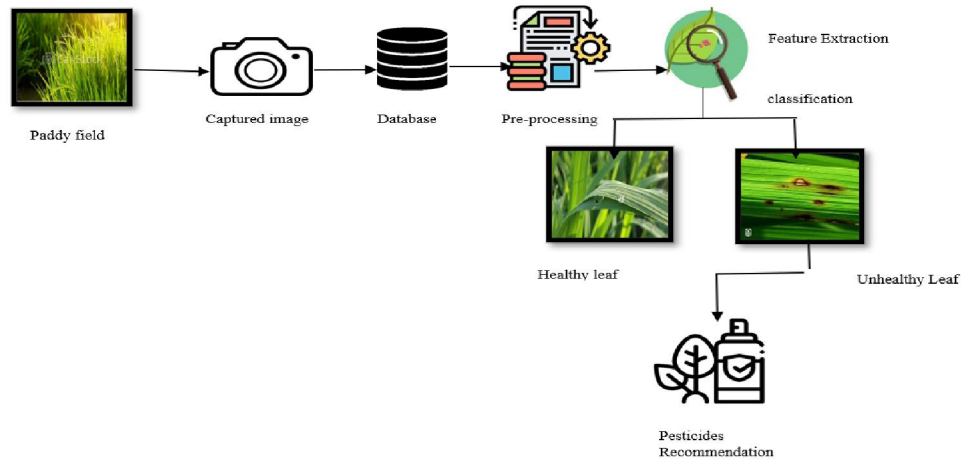 Feature Extraction
Captured image
Database
Pre-processing
classification
Paddy field
Healthy leaf
Unhealthy Leaf
Pesticides
Recommendation